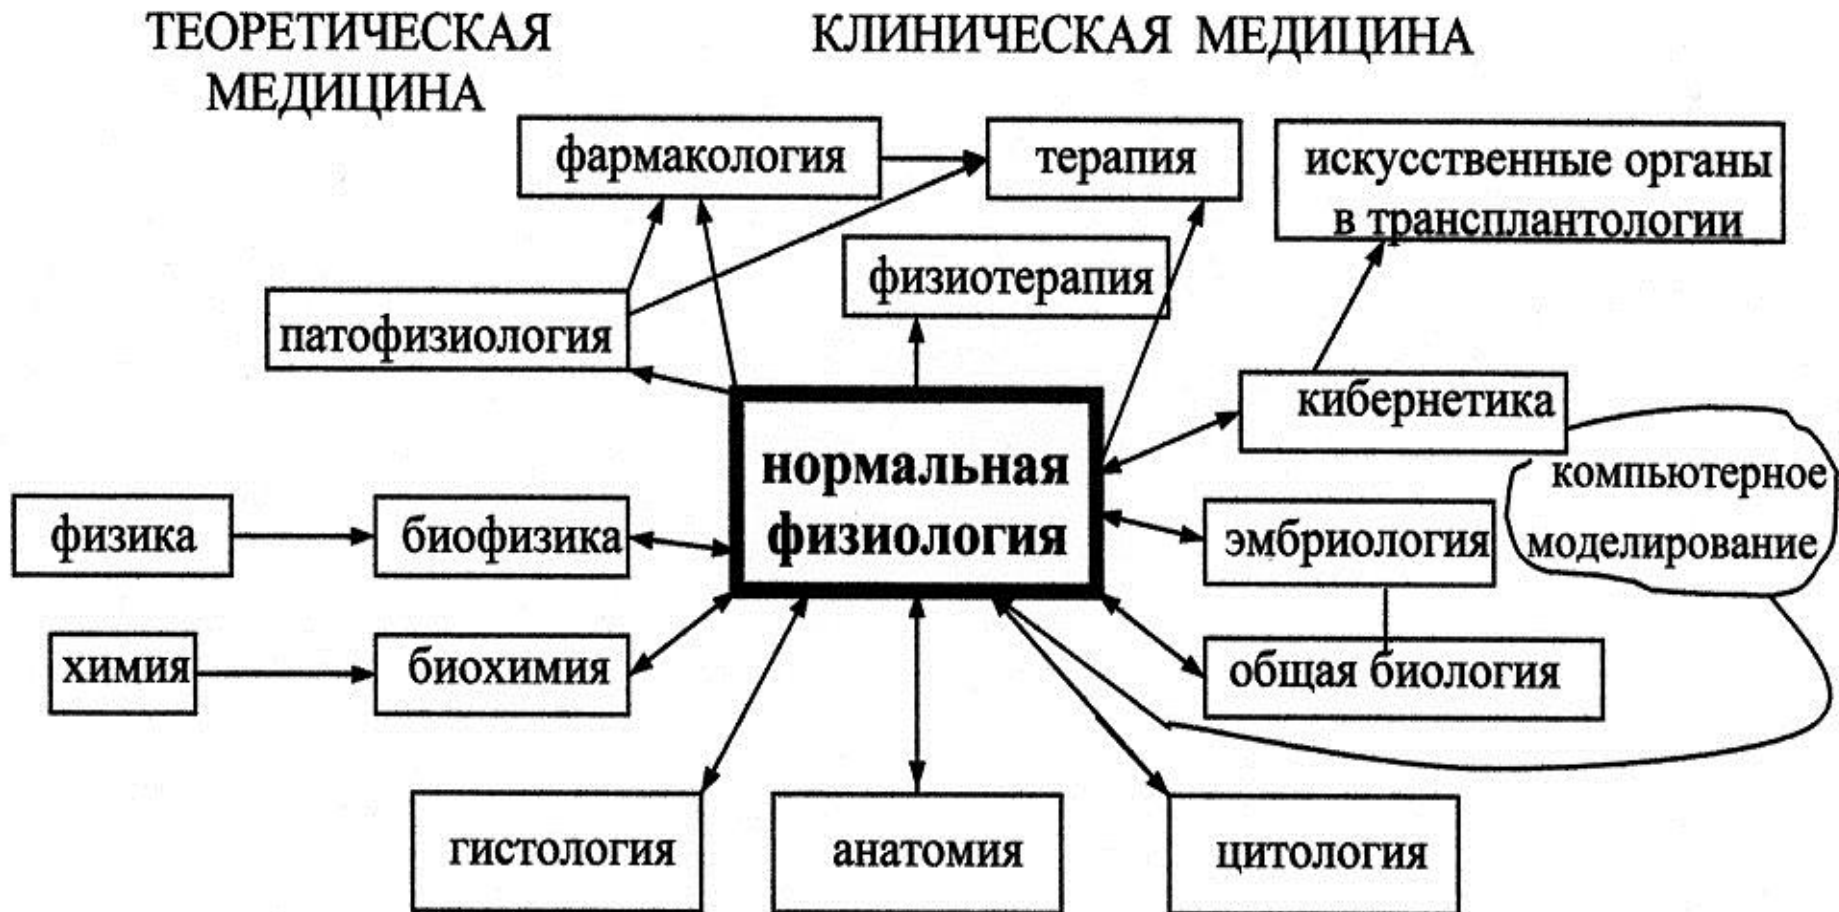 ТЕОРЕТИЧЕСКАЯ
МЕДИЦИНА
КЛИНИЧЕСКАЯ МЕДИЦИНА
фармакология
терапия
искусственные органы
в трансплантологии
физиотерапия
патофизиология
кибернетика
нормальная
физиология
компьютерное
моделирование
физика
биофизика
эмбриология
химия
биохимия
общая биология
гистология
анатомия
цитология